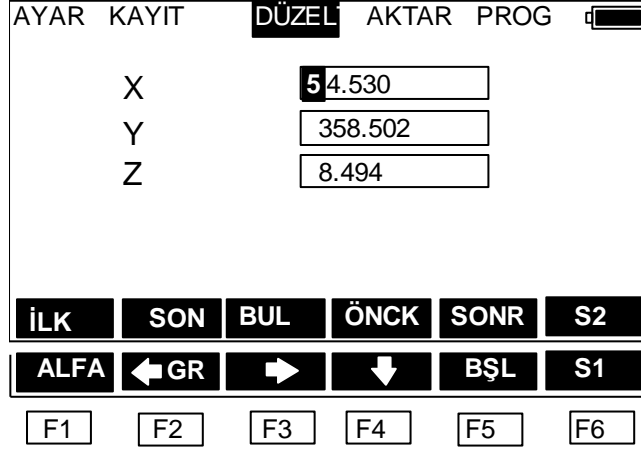 AYAR KAYIT DÜZELT AKTAR PROG
X 54.530
Y 358.502
Z 8.494
İLK SON BUL ÖNCK SONR S2
ALFA GR BŞL S1
F1 F2 F3 F4 F5 F6